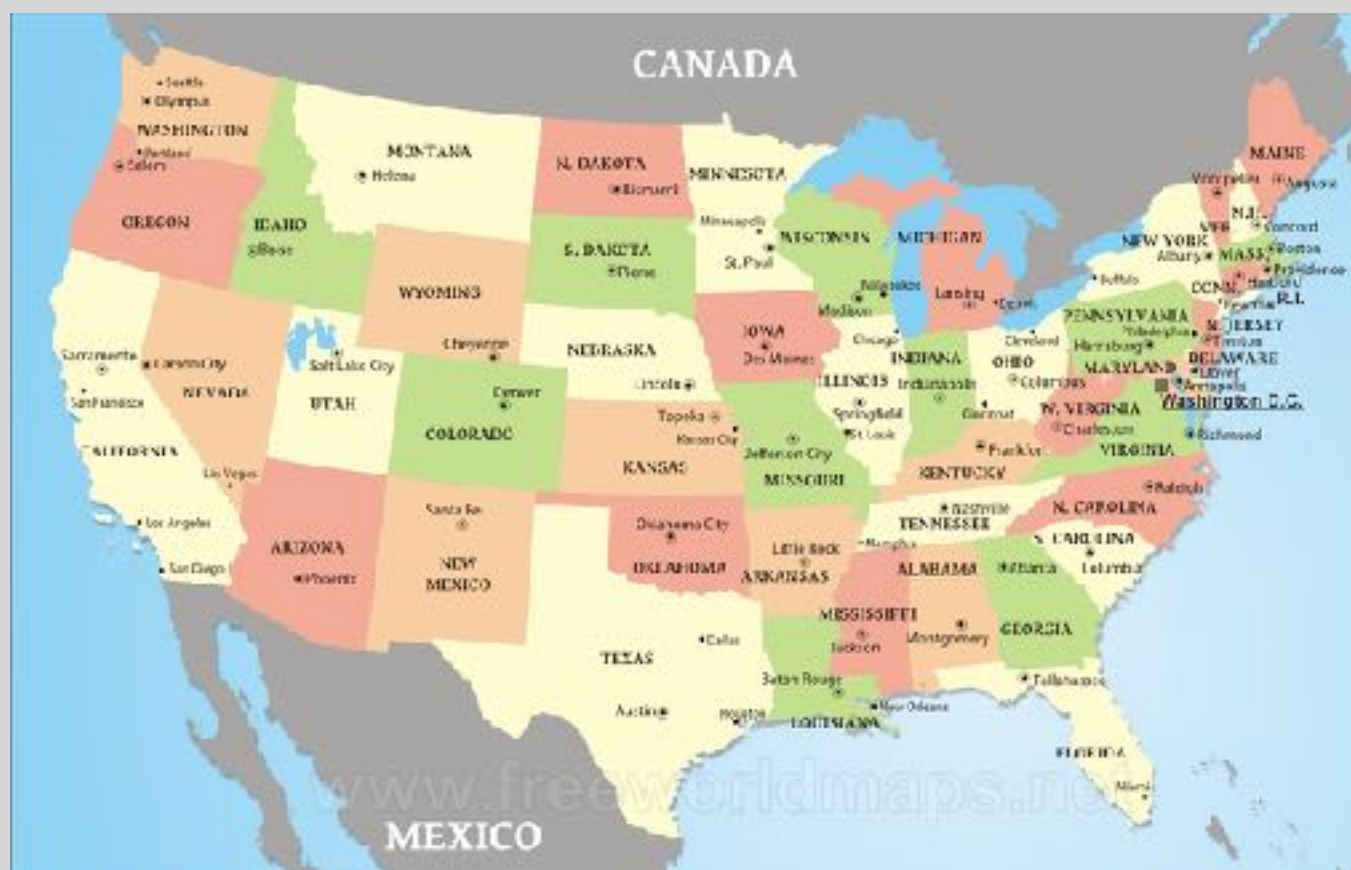 CANADA
Seattle
Olympus
WASHINGTON
Portland
Salem
OREGON
IDAHO
Boise
MONTANA
Helena
N. DAKOTA
Bismarck
S. DAKOTA
Pierre
MINNESOTA
Minneapolis
St. Paul
WISCONSIN
Milwaukee
Madison
MICHIGAN
Lansing
Detroit
WYOMING
Cheyenne
NEBRASKA
Lincoln
IOWA
Des Moines
Chicago
ILLINOIS
Springfield
St. Louis
INDIANA
Indianapolis
Cleveland
OHIO
Columbus
MAINE
Augusta
Montpelier
VER.
N.H.
Concord
NEW YORK
Albany
Buffalo
MASS.
Boston
Providence
CONN.
Hartford
R.I.
PENNSYLVANIA
Philadelphia
Harrisburg
N. JERSEY
Trenton
MARYLAND
DELAWARE
Dover
Annapolis
Washington D.C.
W. VIRGINIA
Charleston
Richmond
VIRGINIA
Sacramento
Carson City
San Francisco
NEVADA
CALIFORNIA
Las Vegas
Los Angeles
San Diego
Salt Lake City
UTAH
Denver
COLORADO
Topeka
Kansas City
KANSAS
Jefferson City
MISSOURI
Frankfort
KENTUCKY
Nashville
TENNESSEE
Memphis
Raleigh
N. CAROLINA
S. CAROLINA
Columbia
ARIZONA
Phoenix
Santa Fe
NEW
MEXICO
Oklahoma City
OKLAHOMA
Little Rock
ARKANSAS
MISSISSIPPI
Jackson
ALABAMA
Montgomery
Atlanta
GEORGIA
TEXAS
Dallas
Austin
Houston
Baton Rouge
New Orleans
LOUISIANA
Tallahassee
FLORIDA
Miami
www.freeworldmaps.net
MEXICO